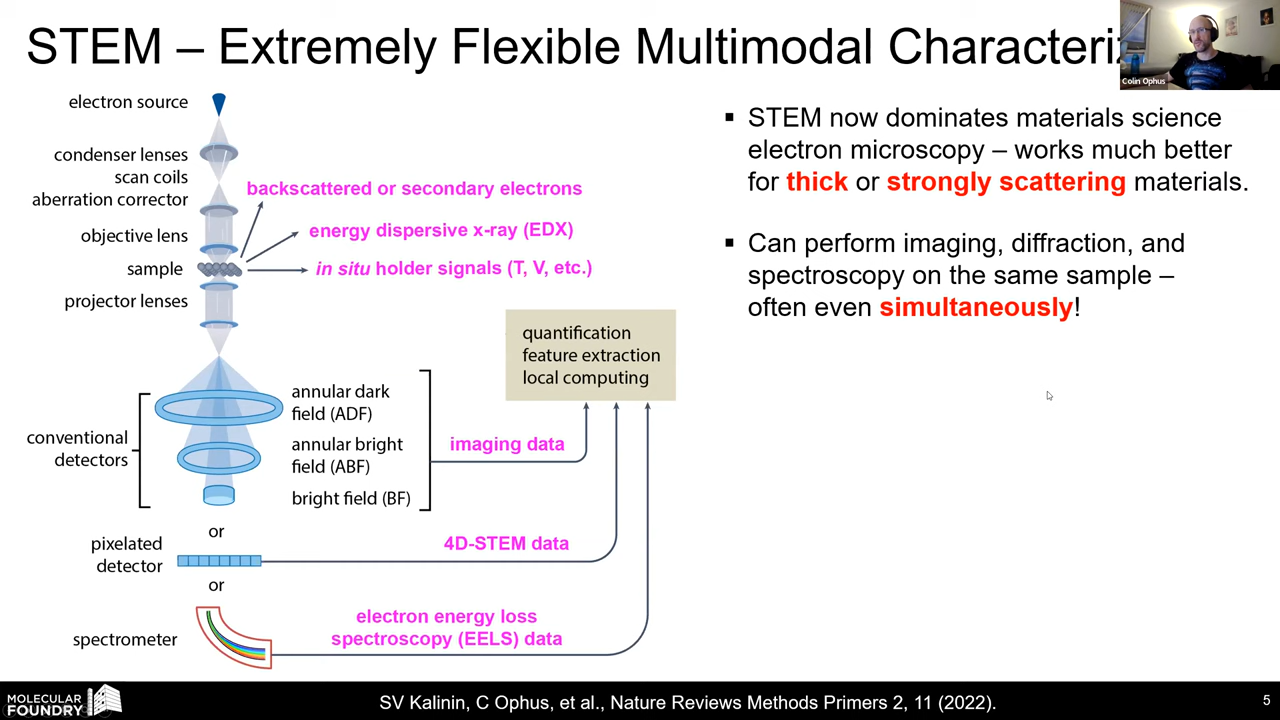 STEM – Extremely Flexible Multimodal Characteriz
Colin Ophus
electron source
condenser lenses
scan coils
aberration corrector
objective lens
sample
projector lenses
backscattered or secondary electrons
energy dispersive x-ray (EDX)
in situ holder signals (T, V, etc.)
quantification
feature extraction
local computing
conventional
detectors
annular dark
field (ADF)
annular bright
field (ABF)
bright field (BF)
imaging data
or
pixelated
detector
4D-STEM data
or
spectrometer
electron energy loss
spectroscopy (EELS) data
▪ STEM now dominates materials science
electron microscopy – works much better
for thick or strongly scattering materials.
▪ Can perform imaging, diffraction, and
spectroscopy on the same sample –
often even simultaneously!
MOLECULAR
FOUNDRY
SV Kalinin, C Ophus, et al., Nature Reviews Methods Primers 2, 11 (2022).
5